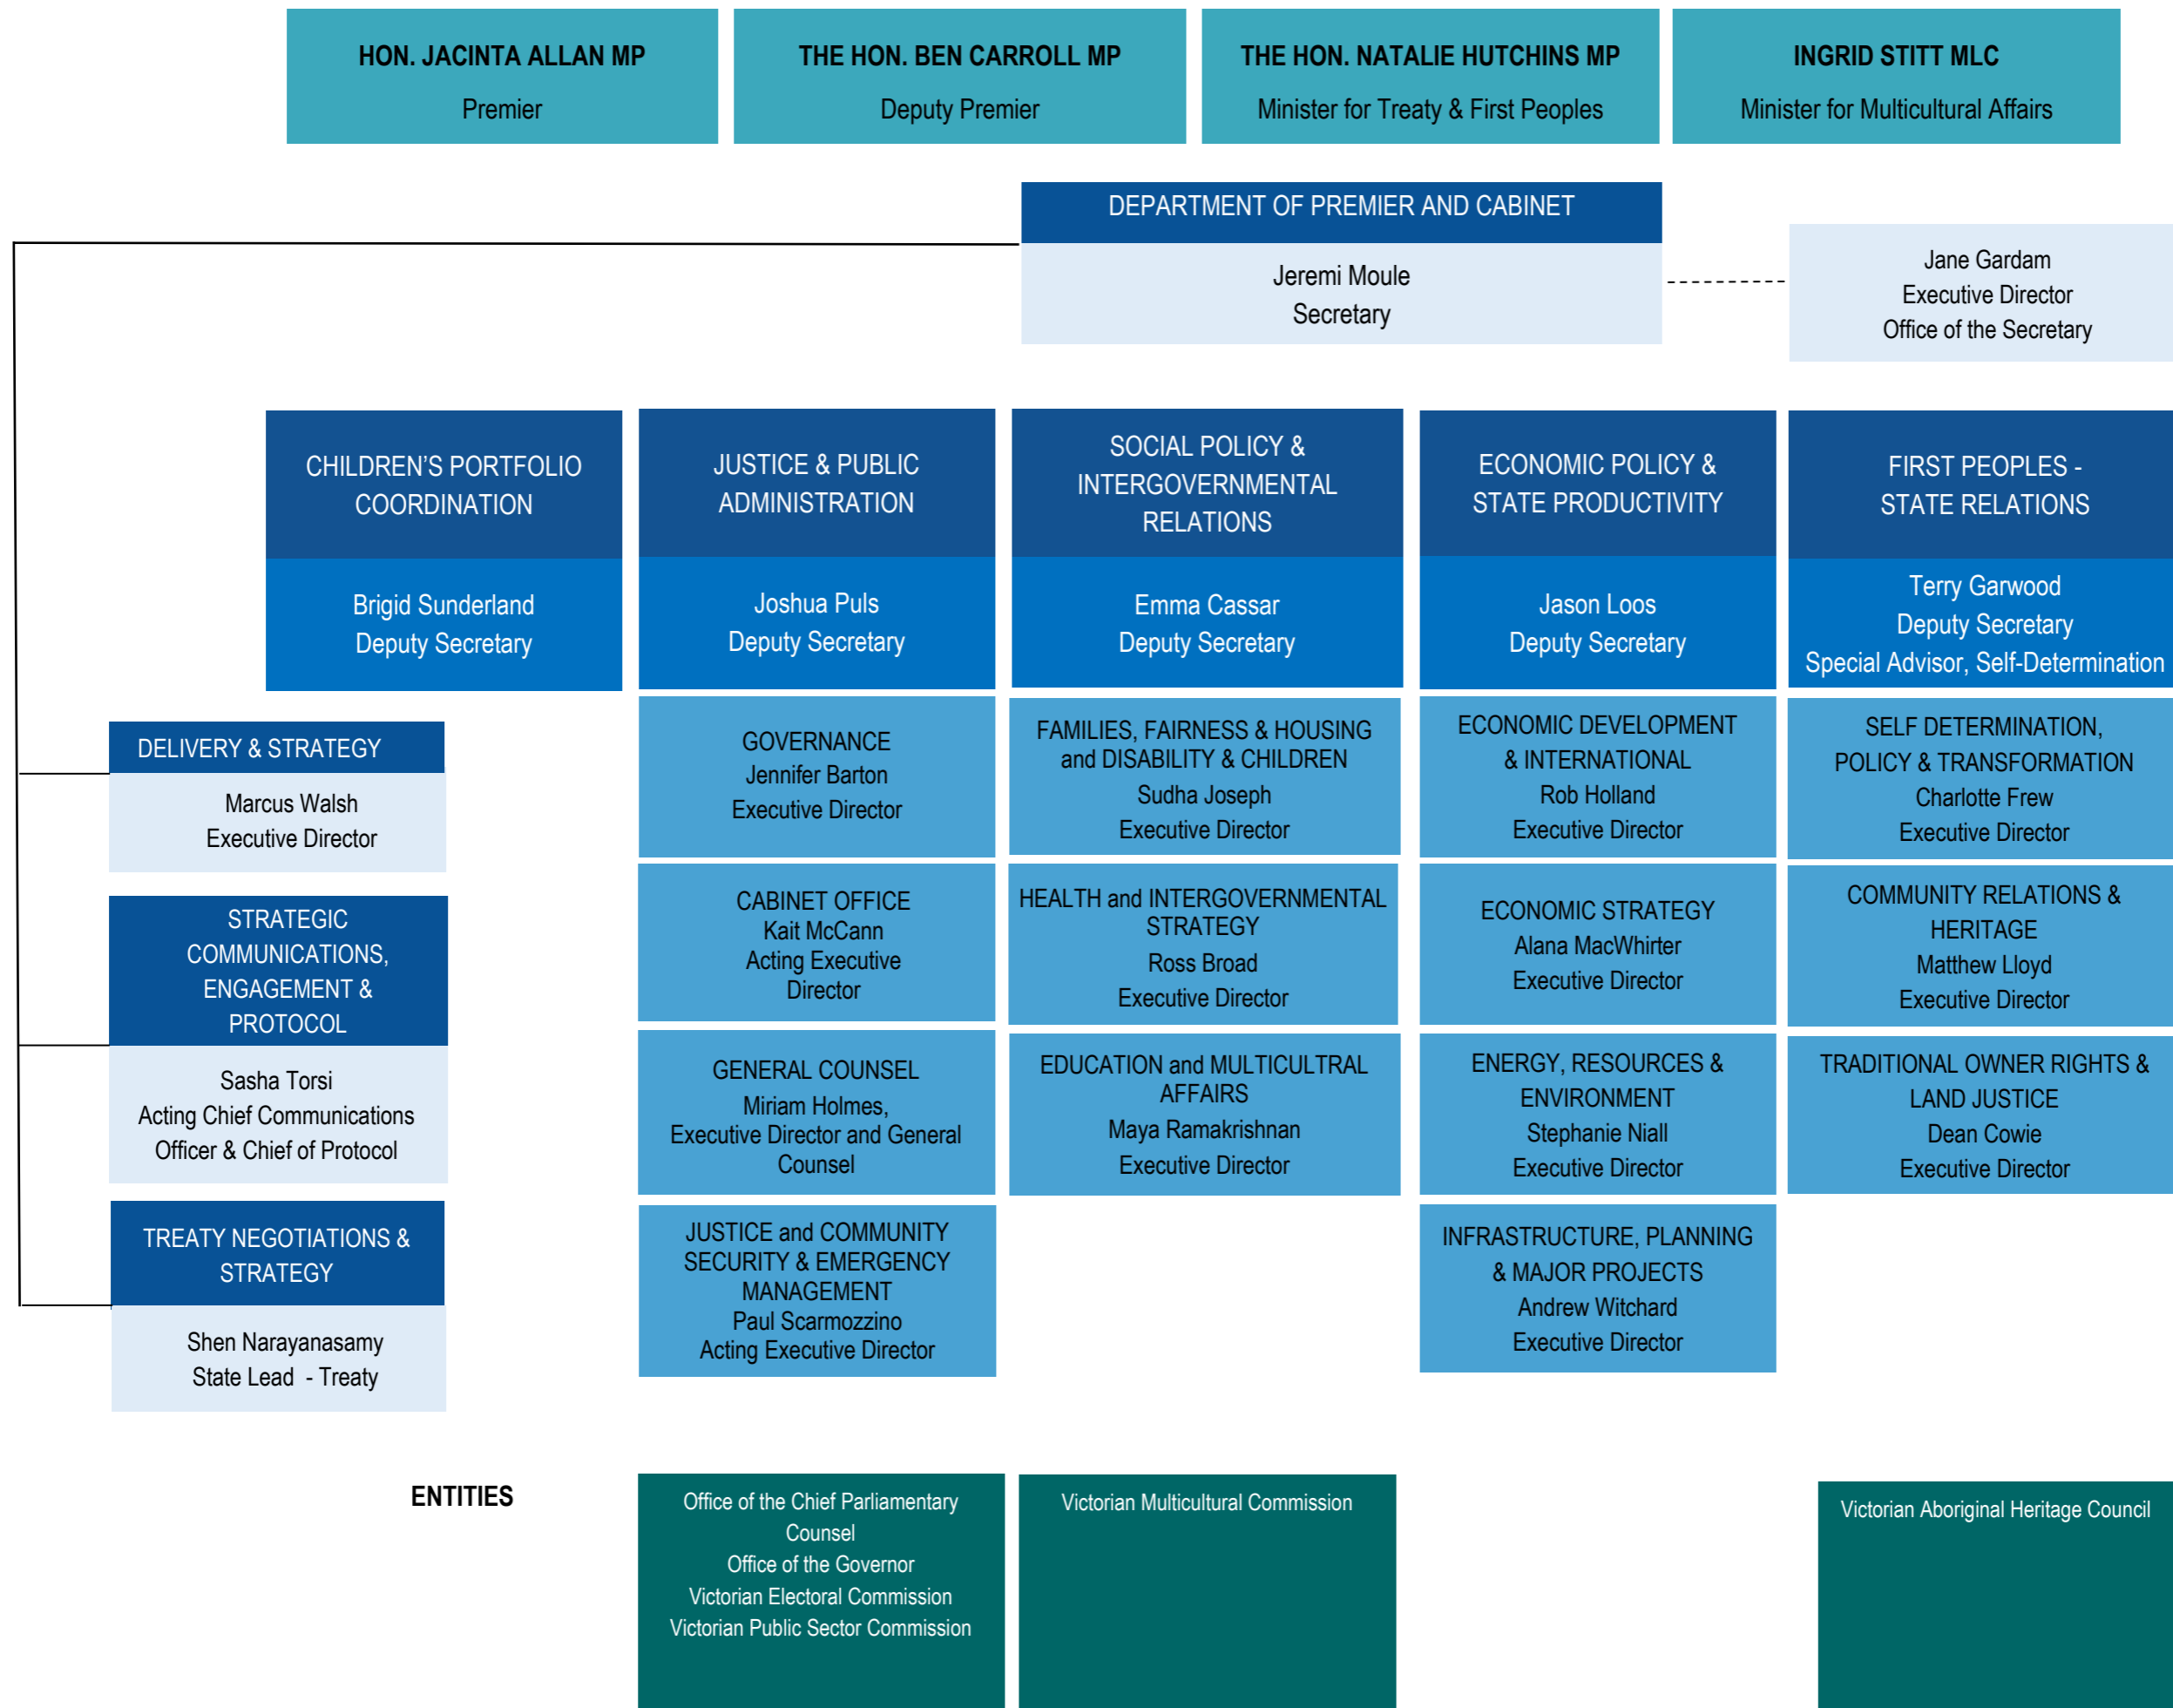 HON. JACINTA ALLAN MP
Premier
THE HON. BEN CARROLL MP
Deputy Premier
THE HON. NATALIE HUTCHINS MP
Minister for Treaty & First Peoples
INGRID STITT MLC
Minister for Multicultural Affairs
DEPARTMENT OF PREMIER AND CABINET
Jeremi Moule
Secretary
Jane Gardam
Executive Director
Office of the Secretary
CHILDREN'S PORTFOLIO
COORDINATION
Brigid Sunderland
Deputy Secretary
JUSTICE & PUBLIC
ADMINISTRATION
Joshua Puls
Deputy Secretary
SOCIAL POLICY &
INTERGOVERNMENTAL
RELATIONS
Emma Cassar
Deputy Secretary
ECONOMIC POLICY &
STATE PRODUCTIVITY
Jason Loos
Deputy Secretary
FIRST PEOPLES -
STATE RELATIONS
Terry Garwood
Deputy Secretary
Special Advisor, Self-Determination
DELIVERY & STRATEGY
Marcus Walsh
Executive Director
STRATEGIC
COMMUNICATIONS,
ENGAGEMENT &
PROTOCOL
Sasha Torsi
Acting Chief Communications
Officer & Chief of Protocol
TREATY NEGOTIATIONS &
STRATEGY
Shen Narayanasamy
State Lead - Treaty
GOVERNANCE
Jennifer Barton
Executive Director
CABINET OFFICE
Kait McCann
Acting Executive
Director
GENERAL COUNSEL
Miriam Holmes,
Executive Director and General
Counsel
JUSTICE and COMMUNITY
SECURITY & EMERGENCY
MANAGEMENT
Paul Scarmozzino
Acting Executive Director
FAMILIES, FAIRNESS & HOUSING
and DISABILITY & CHILDREN
Sudha Joseph
Executive Director
HEALTH and INTERGOVERNMENTAL
STRATEGY
Ross Broad
Executive Director
EDUCATION and MULTICULTRAL
AFFAIRS
Maya Ramakrishnan
Executive Director
ECONOMIC DEVELOPMENT
& INTERNATIONAL
Rob Holland
Executive Director
ECONOMIC STRATEGY
Alana MacWhirter
Executive Director
ENERGY, RESOURCES &
ENVIRONMENT
Stephanie Niall
Executive Director
INFRASTRUCTURE, PLANNING
& MAJOR PROJECTS
Andrew Witchard
Executive Director
SELF DETERMINATION,
POLICY & TRANSFORMATION
Charlotte Frew
Executive Director
COMMUNITY RELATIONS &
HERITAGE
Matthew Lloyd
Executive Director
TRADITIONAL OWNER RIGHTS &
LAND JUSTICE
Dean Cowie
Executive Director
ENTITIES
Office of the Chief Parliamentary
Counsel
Office of the Governor
Victorian Electoral Commission
Victorian Public Sector Commission
Victorian Multicultural Commission
Victorian Aboriginal Heritage Council